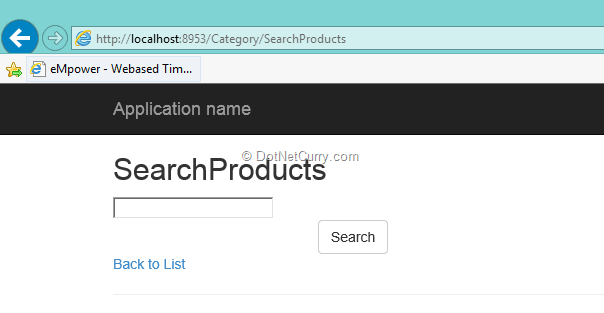 http://localhost:8953/Category/SearchProducts
eMpower - Webased Tim...
Application name
© DotNetCurry.com
SearchProducts
Search
Back to List